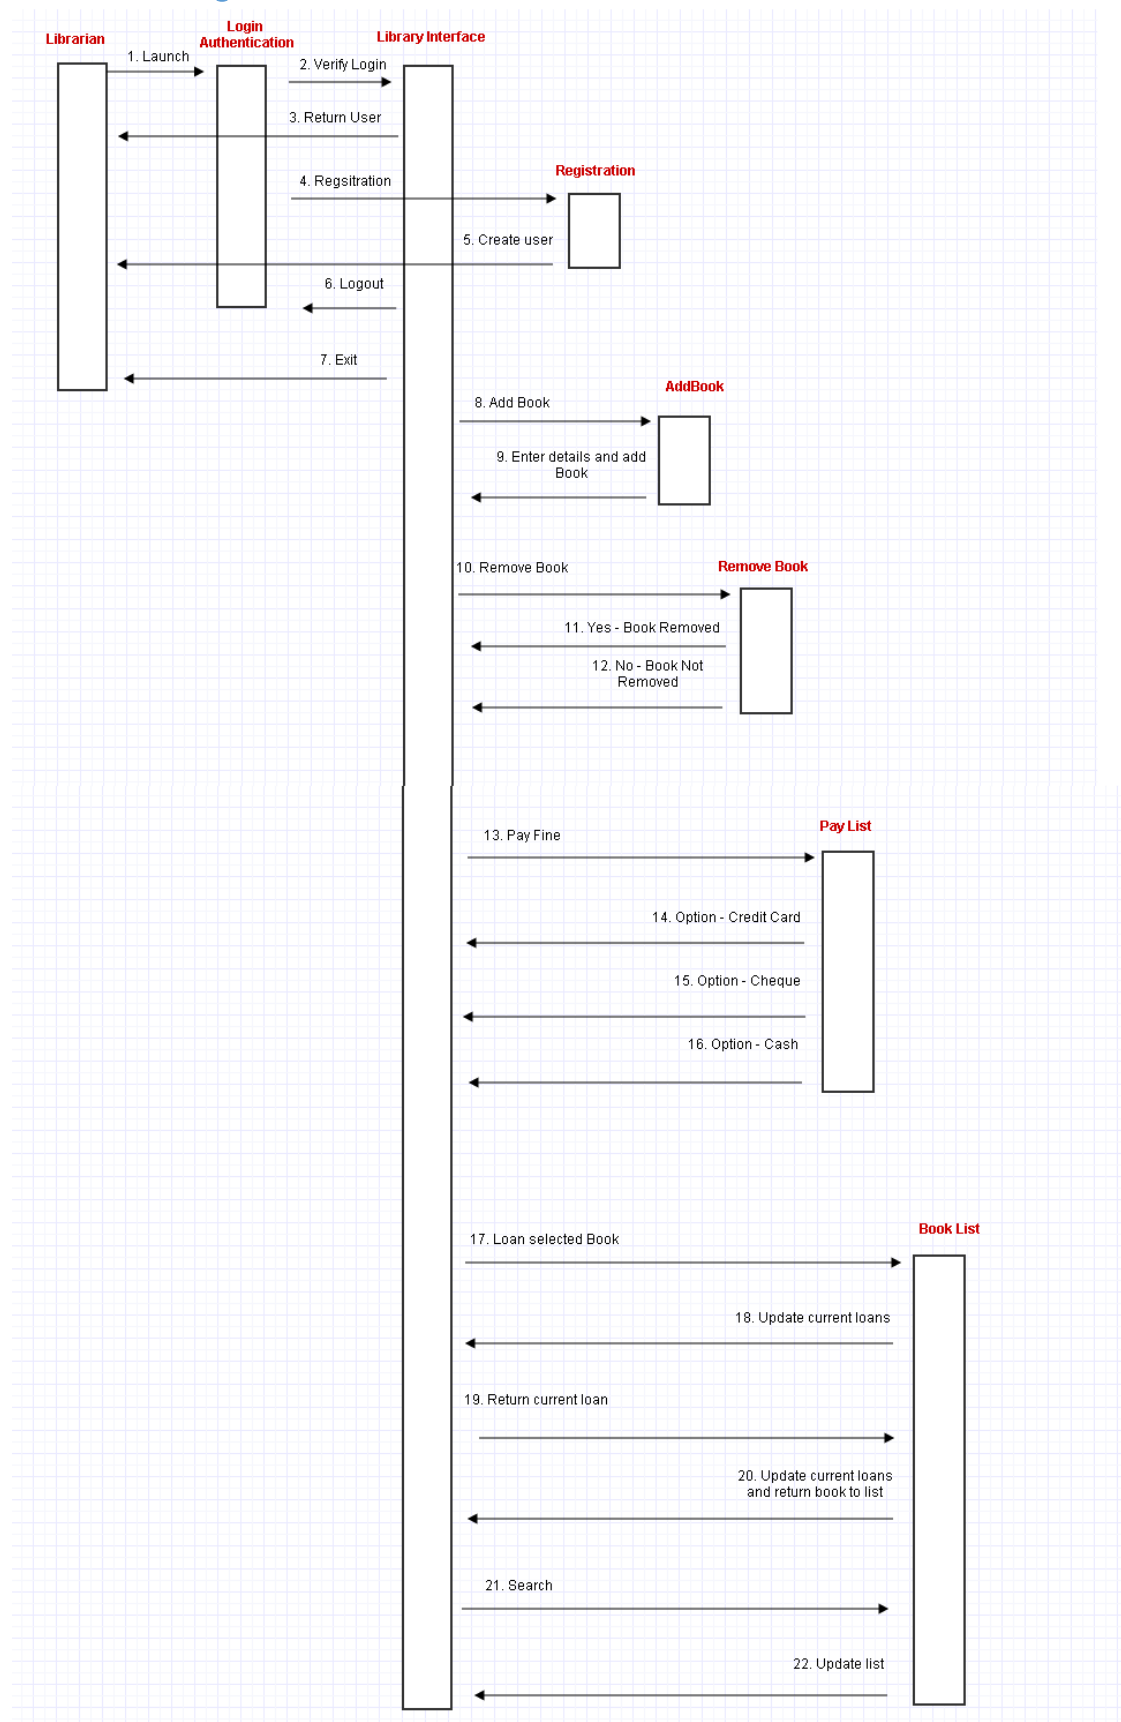 Librarian
Login
Authentication
Library Interface
1. Launch
2. Verify Login
3. Return User
Registration
4. Regsitration
5. Create user
6. Logout
7. Exit
AddBook
8. Add Book
9. Enter details and add
Book
Remove Book
10. Remove Book
11. Yes - Book Removed
12. No - Book Not
Removed
Pay List
13. Pay Fine
14. Option - Credit Card
15. Option - Cheque
16. Option - Cash
Book List
17. Loan selected Book
18. Update current loans
19. Return current loan
20. Update current loans
and return book to list
21. Search
22. Update list